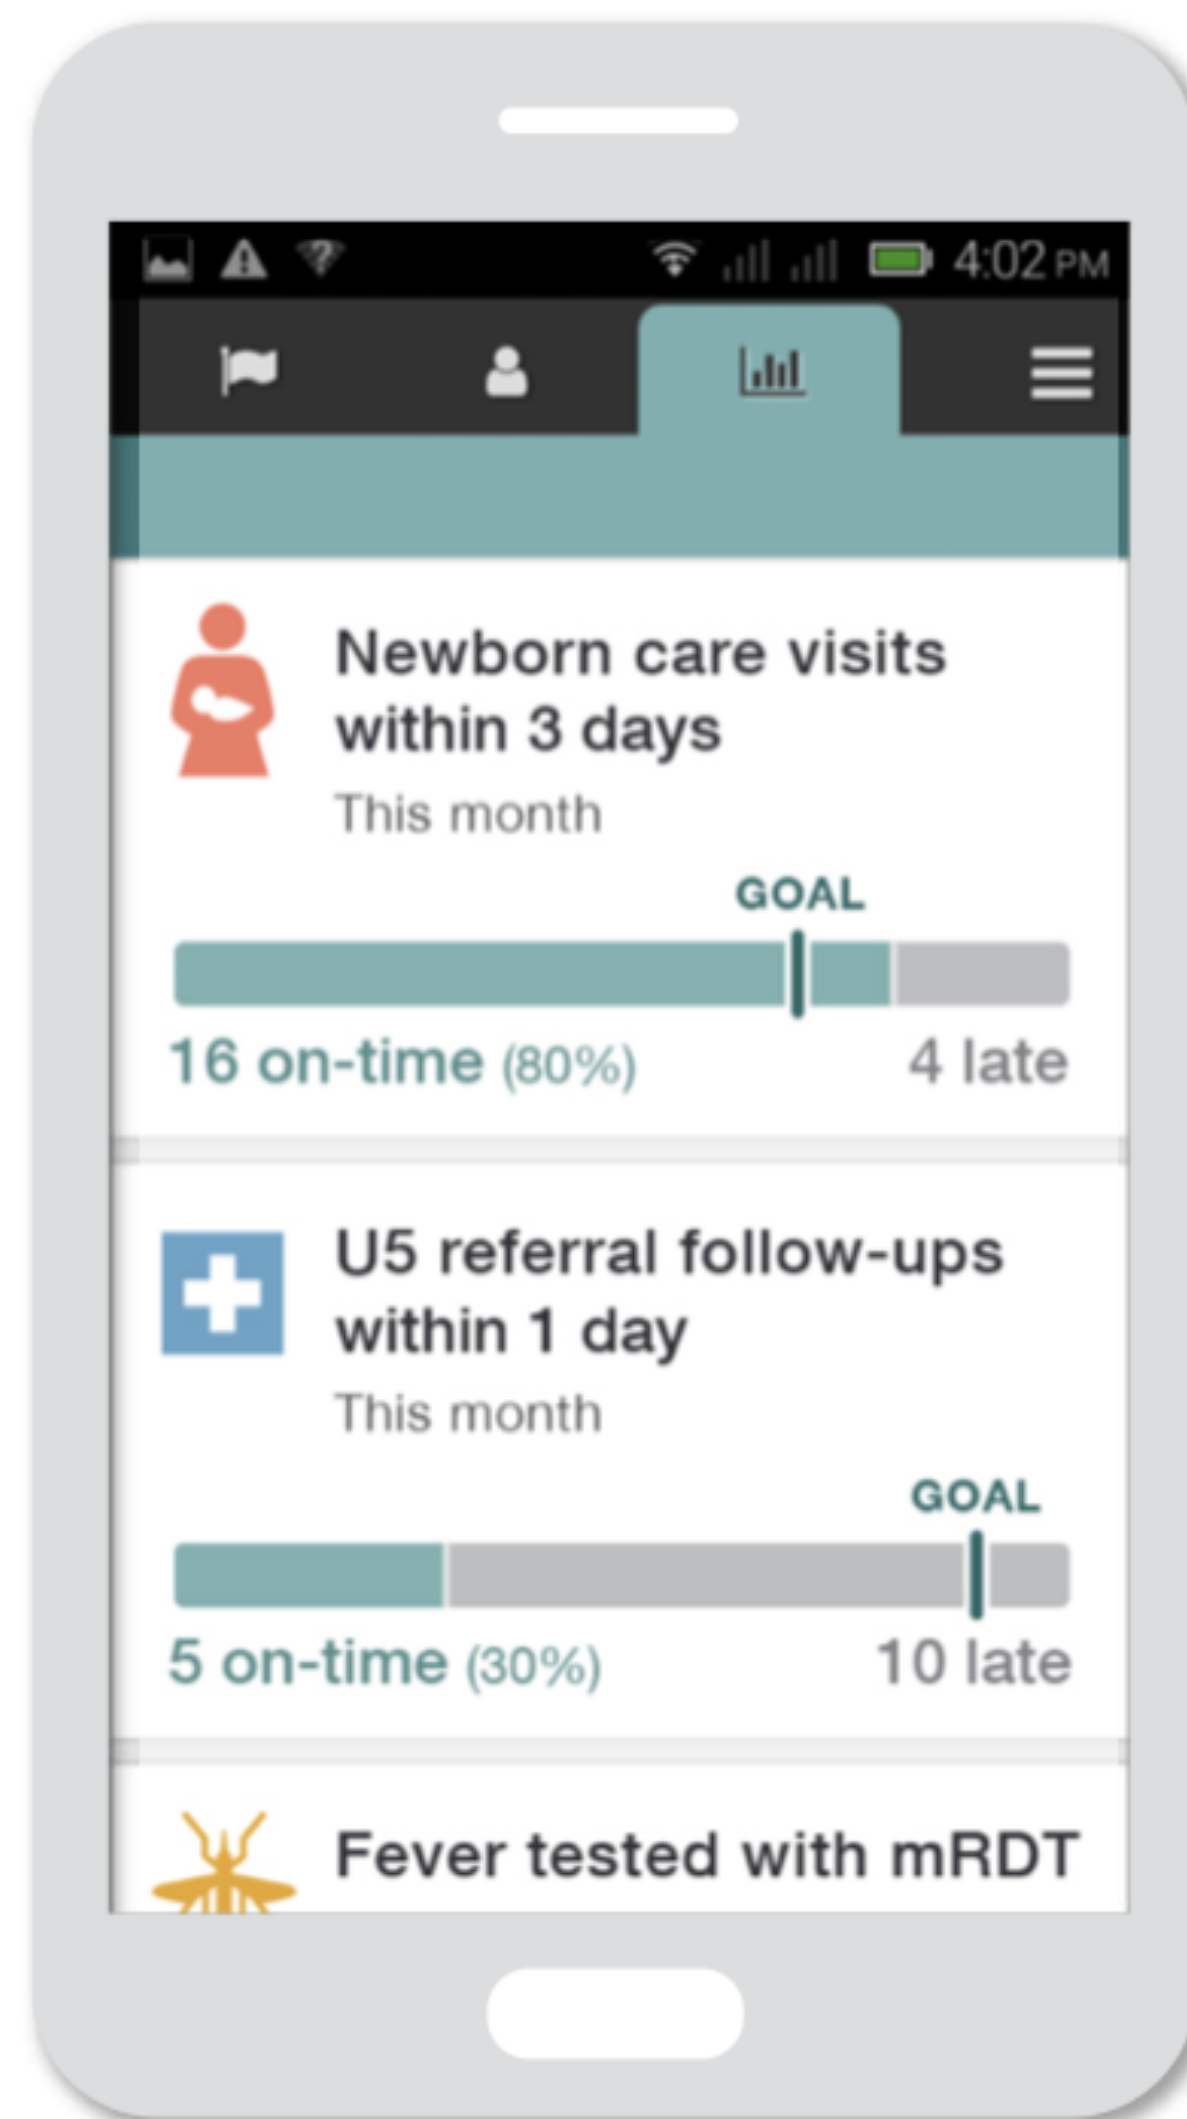 4:02 PM
Newborn care visits
within 3 days
This month
GOAL
16 on-time (80%)
4 late
U5 referral follow-ups
within 1 day
This month
GOAL
5 on-time (30%)
10 late
Fever tested with mRDT